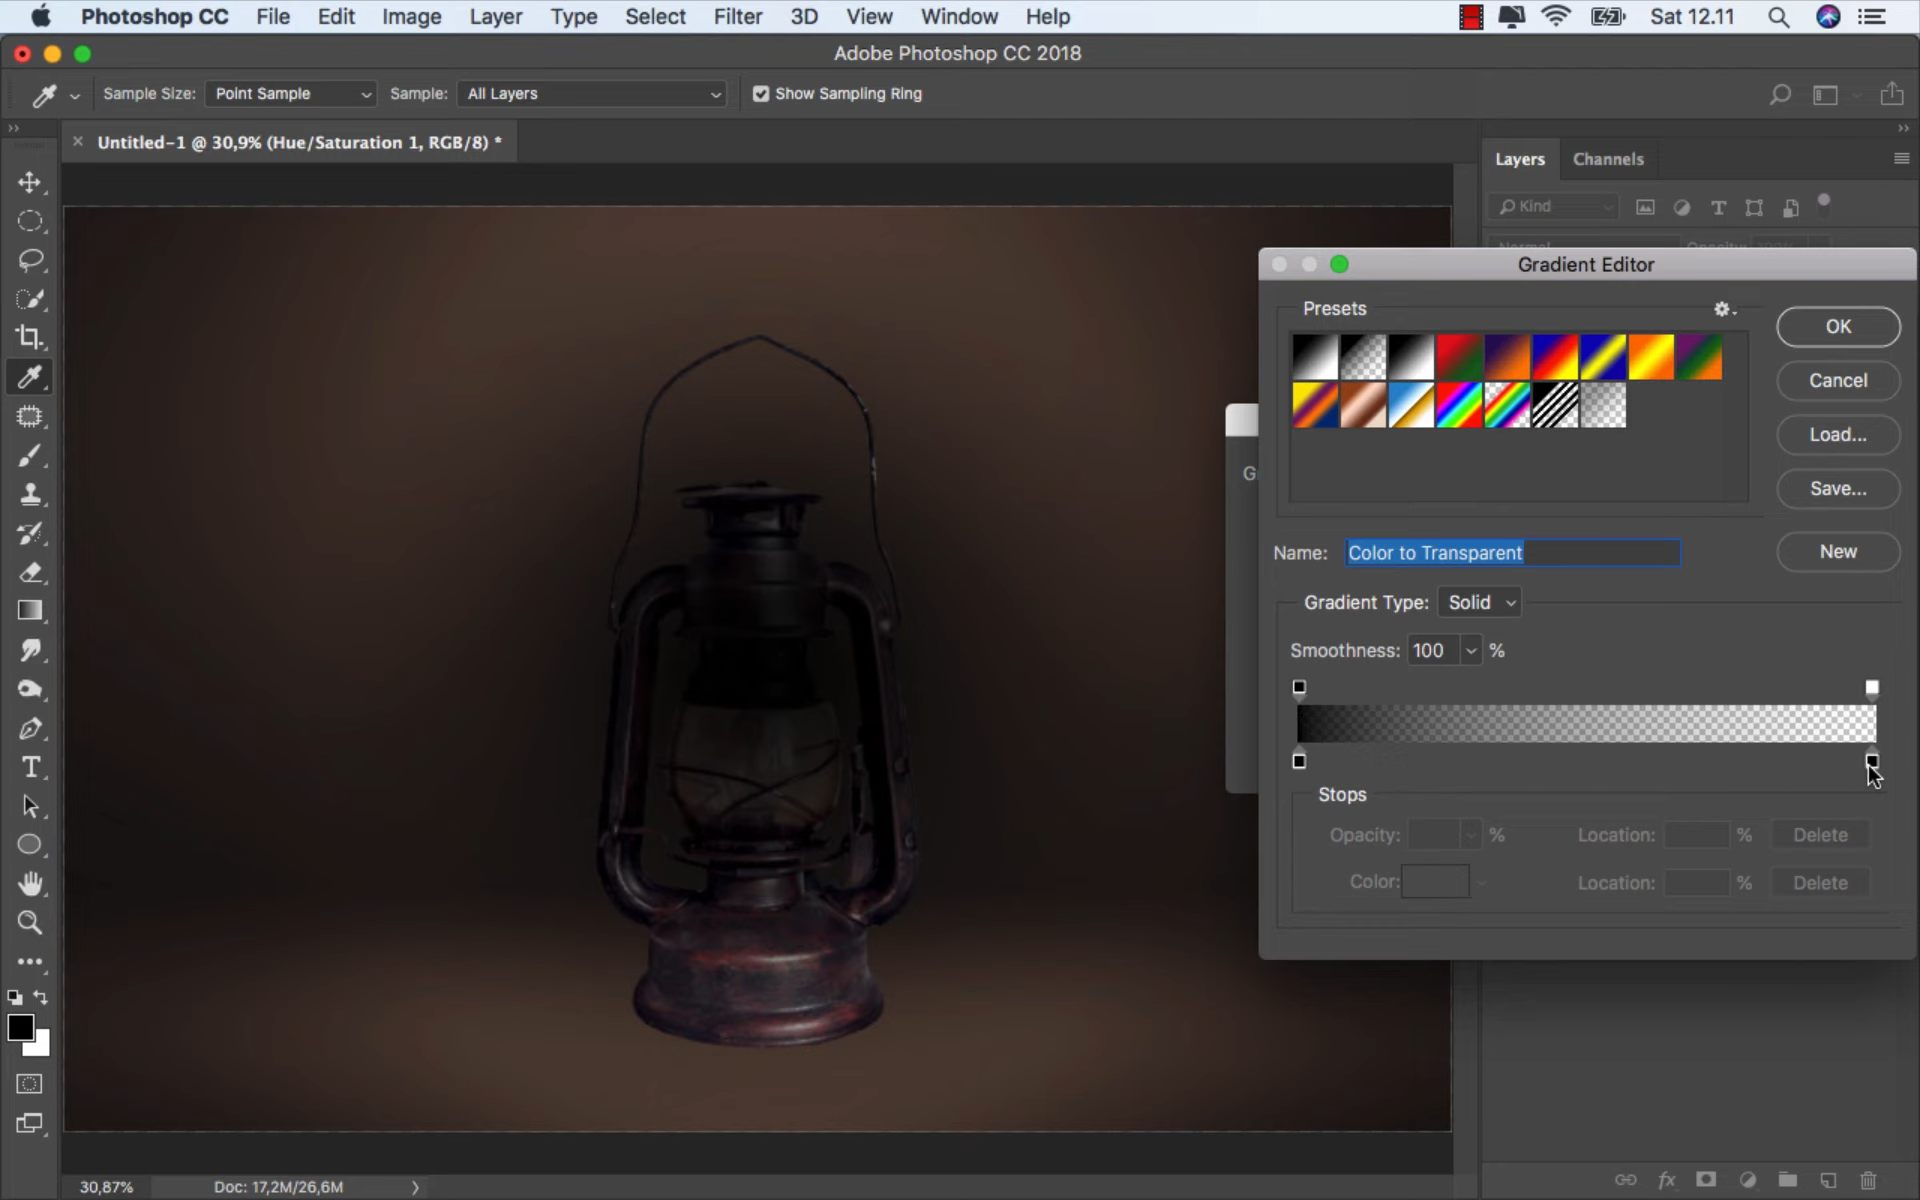 Photoshop CC File Edit Image Layer Type Select Filter 3D View Window Help Sat 12.11
Adobe Photoshop CC 2018
Sample Size: Point Sample Sample: All Layers Show Sampling Ring
Untitled-1 @ 30,9% (Hue/Saturation 1, RGB/8) *
Layers Channels
Kind
Normal Opacity: 100%
Gradient Editor
Presets
OK
Cancel
Load...
Save...
G
Name: Color to Transparent
New
Gradient Type: Solid
Smoothness: 100 %
Stops
Opacity: % Location: % Delete
Color: Location: % Delete
30,87% Doc: 17,2M/26,6M